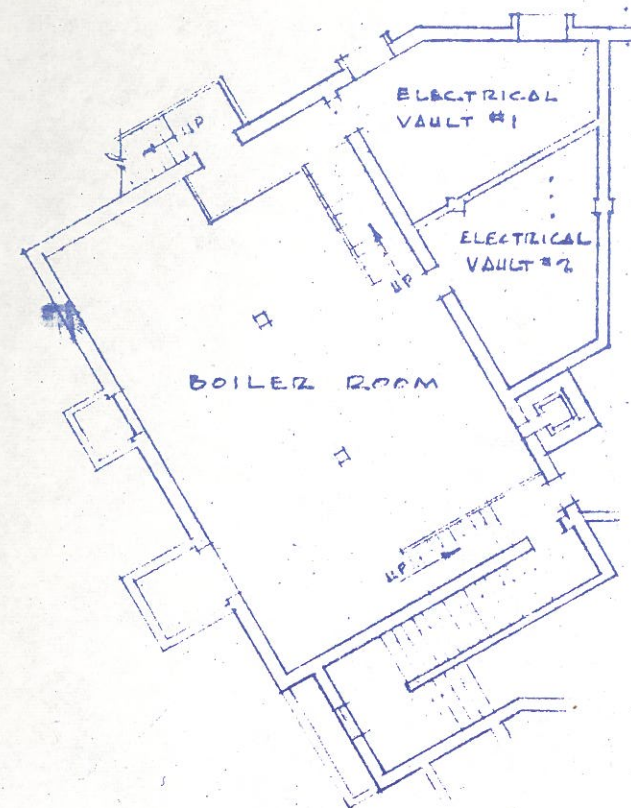 ELECTRICAL
VAULT #1
UP
ELECTRICAL
VAULT #2
UP
BOILER ROOM
UP